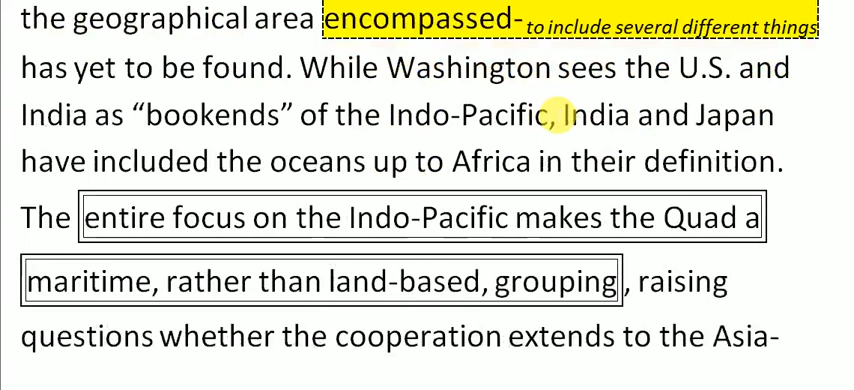 the geographical area encompassed- to include several different things
has yet to be found. While Washington sees the U.S. and
India as “bookends” of the Indo-Pacific, India and Japan
have included the oceans up to Africa in their definition.
The entire focus on the Indo-Pacific makes the Quad a
maritime, rather than land-based, grouping, raising
questions whether the cooperation extends to the Asia-